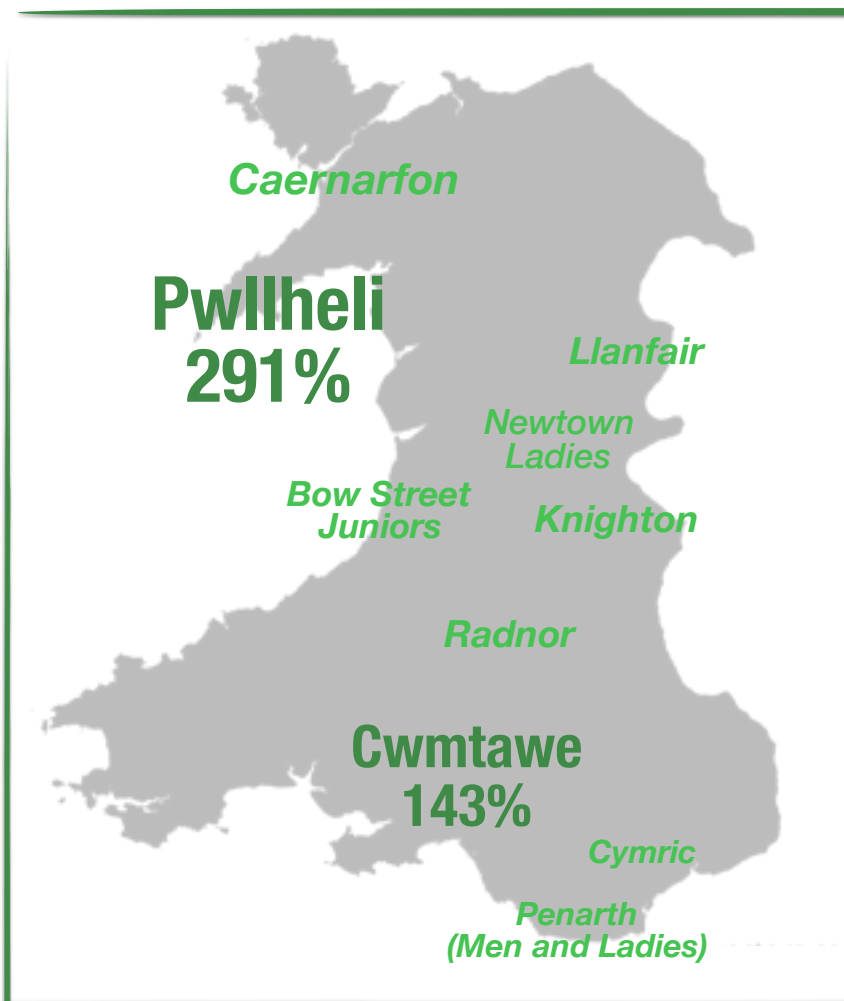 Caernarfon
Pwllheli
291%
Llanfair
Newtown
Ladies
Bow Street
Juniors
Knighton
Radnor
Cwmtawe
143%
Cymric
Penarth
(Men and Ladies)